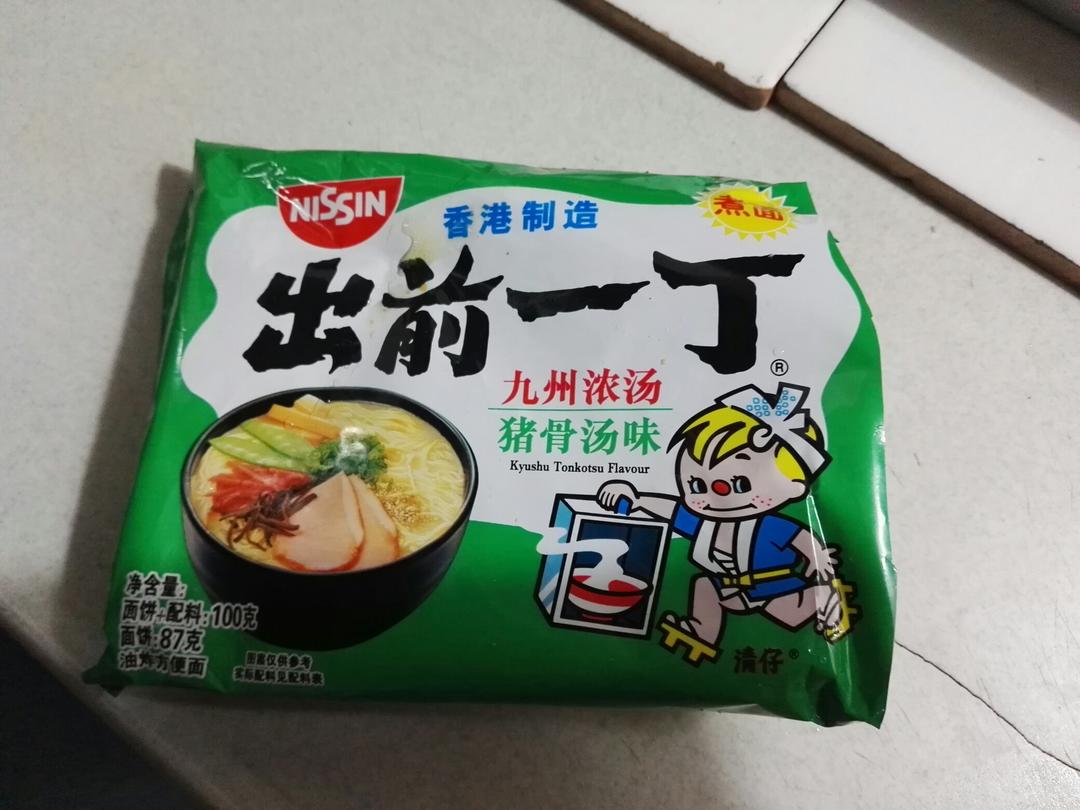 NISSIN
香港制造
煮面
出前一丁
®
九州浓汤
猪骨汤味
Kyushu Tonkotsu Flavour
净含量:
面饼+配料:100克
面饼:87克
油炸方便面
图案仅供参考
实际配料见配料表
清仔®